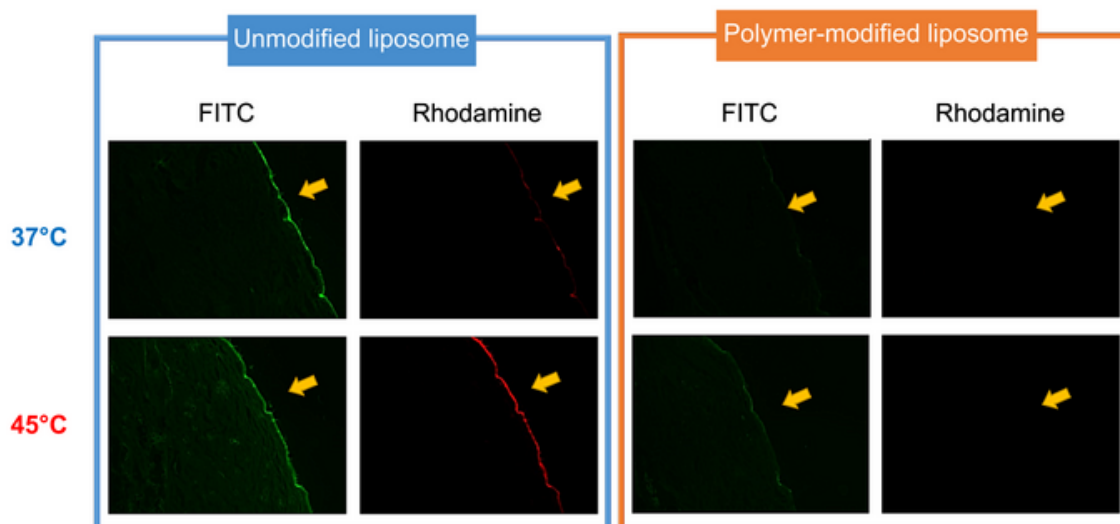 Unmodified liposome
Polymer-modified liposome
FITC
Rhodamine
FITC
Rhodamine
37°C
45°C